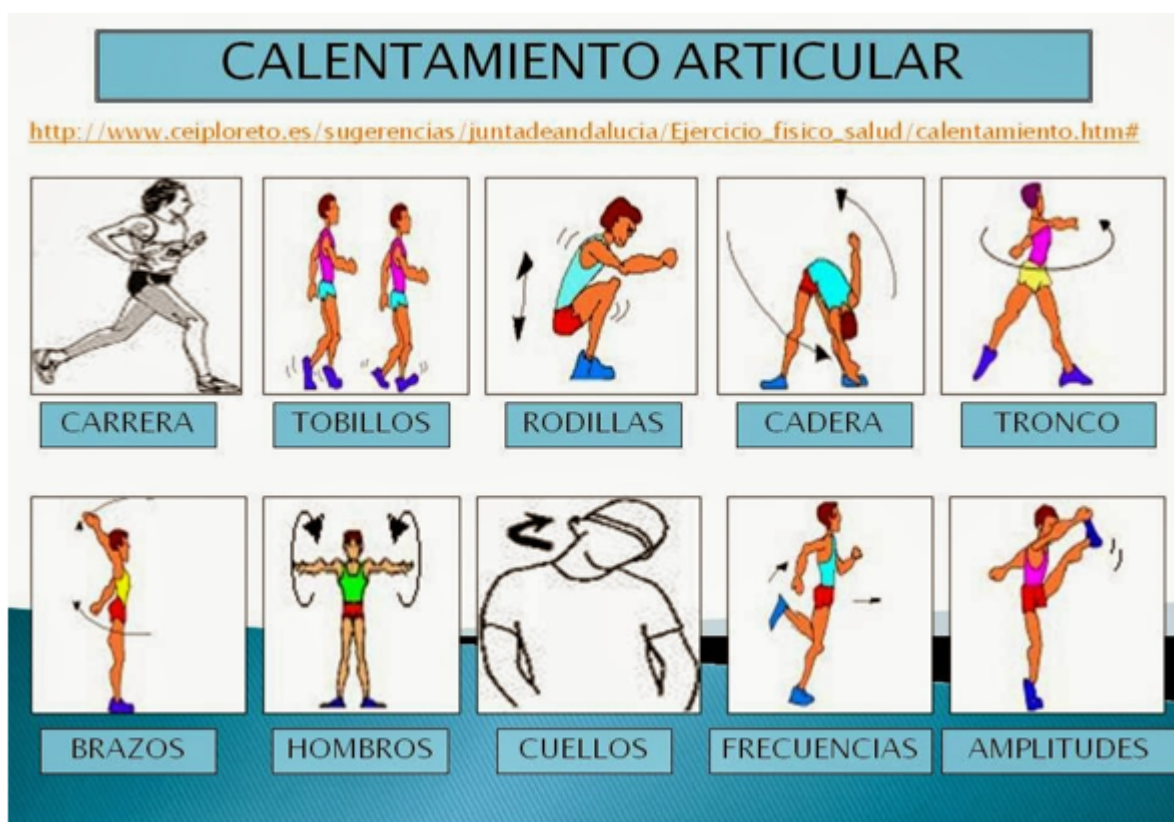 CALENTAMIENTO ARTICULAR
http://www.ceiploreto.es/sugerencias/juntadeandalucia/Ejercicio_fisico_salud/calentamiento.htm#
CARRERA
TOBILLOS
RODILLAS
CADERA
TRONCO
BRAZOS
HOMBROS
CUELLOS
FRECUENCIAS
AMPLITUDES